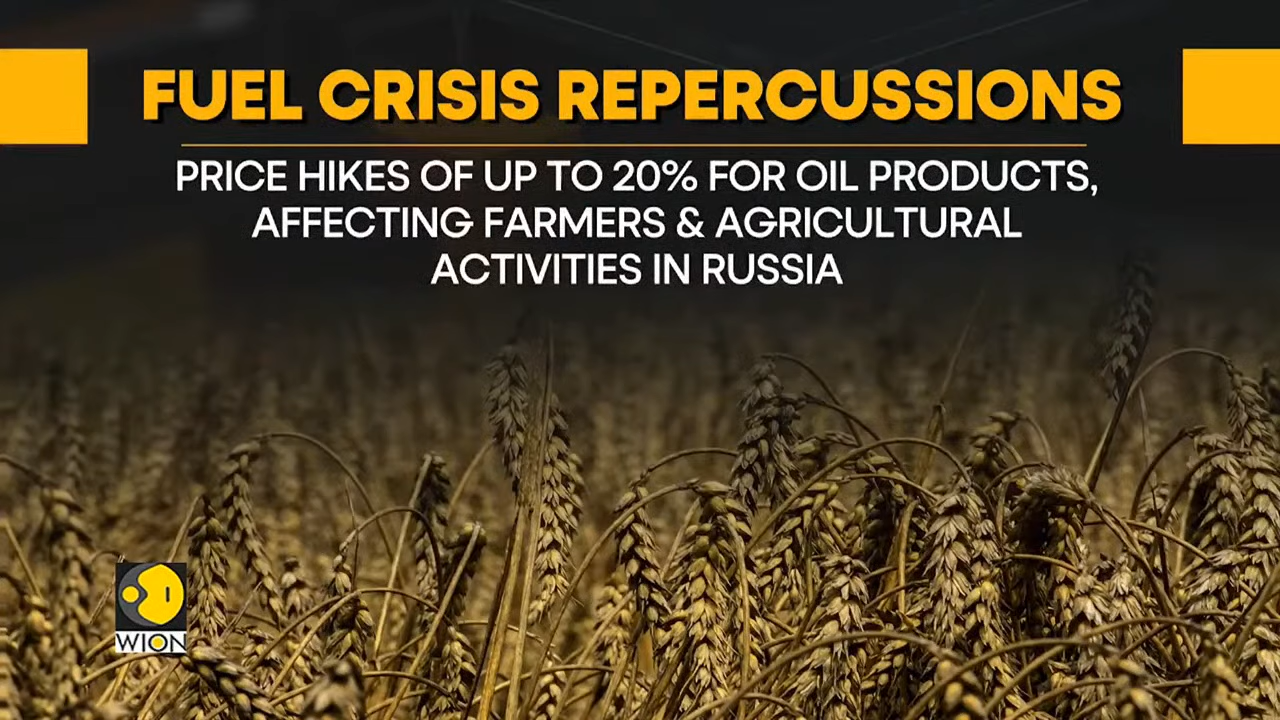 FUEL CRISIS REPERCUSSIONS
PRICE HIKES OF UP TO 20% FOR OIL PRODUCTS,
AFFECTING FARMERS & AGRICULTURAL
ACTIVITIES IN RUSSIA
WION